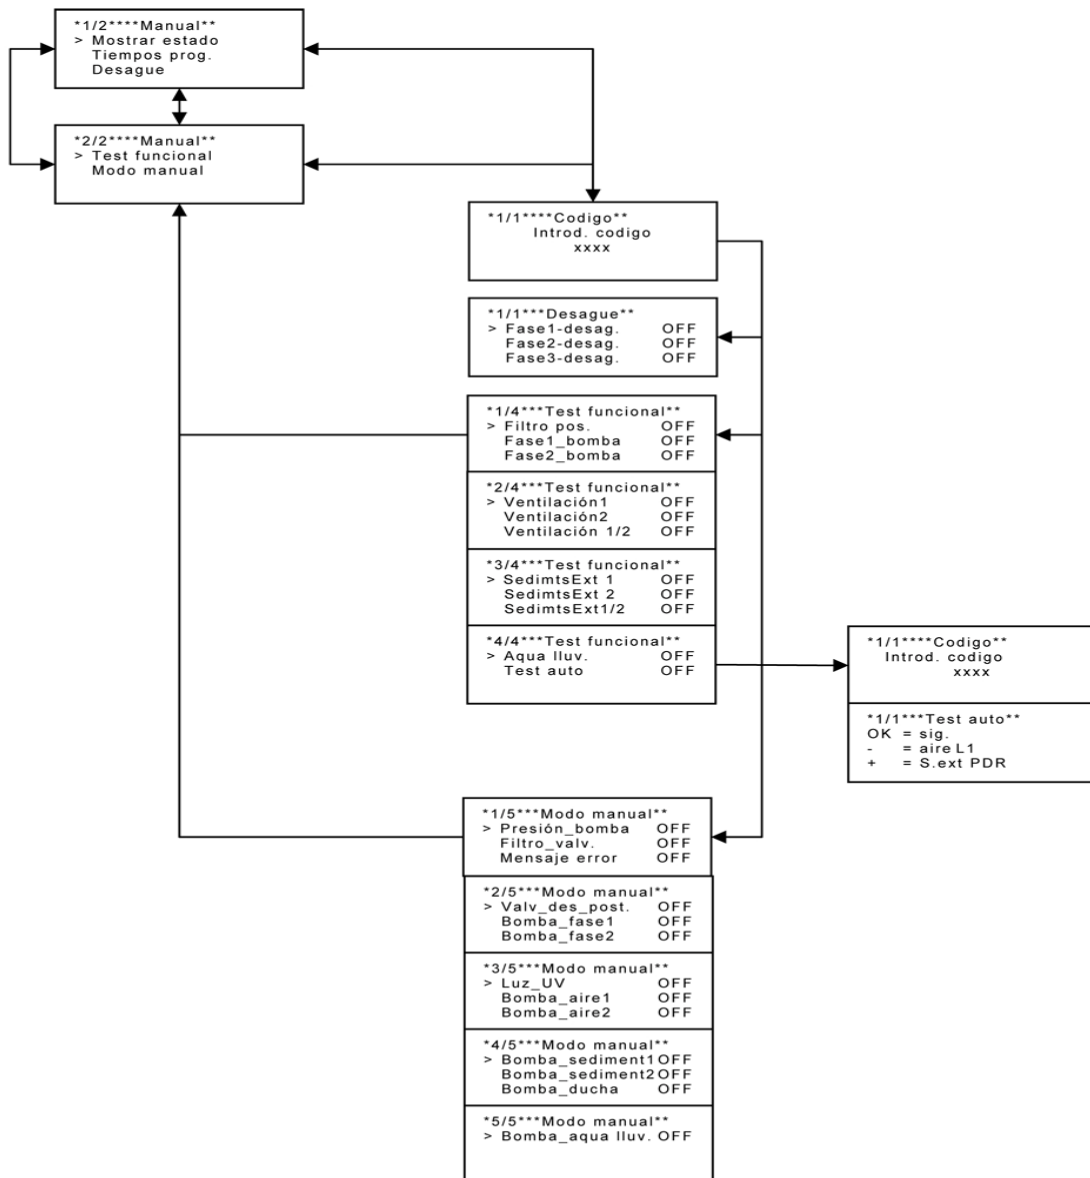 *1/2****Manual**
> Mostrar estado
Tiempos prog.
Desague
*2/2****Manual**
> Test funcional
Modo manual
*1/1****Codigo**
Introd. codigo
xxxx
*1/1***Desague**
> Fase1-desag. OFF
Fase2-desag. OFF
Fase3-desag. OFF
*1/4***Test funcional**
> Filtro pos. OFF
Fase1_bomba OFF
Fase2_bomba OFF
*2/4***Test funcional**
> Ventilación1 OFF
Ventilación2 OFF
Ventilación 1/2 OFF
*3/4***Test funcional**
> SedimtsExt 1 OFF
SedimtsExt 2 OFF
SedimtsExt1/2 OFF
*4/4***Test funcional**
> Aqua lluv. OFF
Test auto OFF
*1/1****Codigo**
Introd. codigo
xxxx
*1/1***Test auto**
OK = sig.
- = aire L1
+ = S.ext PDR
*1/5***Modo manual**
> Presión_bomba OFF
Filtro_valv. OFF
Mensaje error OFF
*2/5***Modo manual**
> Valv_des_post. OFF
Bomba_fase1 OFF
Bomba_fase2 OFF
*3/5***Modo manual**
> Luz_UV OFF
Bomba_aire1 OFF
Bomba_aire2 OFF
*4/5***Modo manual**
> Bomba_sediment1OFF
Bomba_sediment2OFF
Bomba_ducha OFF
*5/5***Modo manual**
> Bomba_aqua lluv. OFF